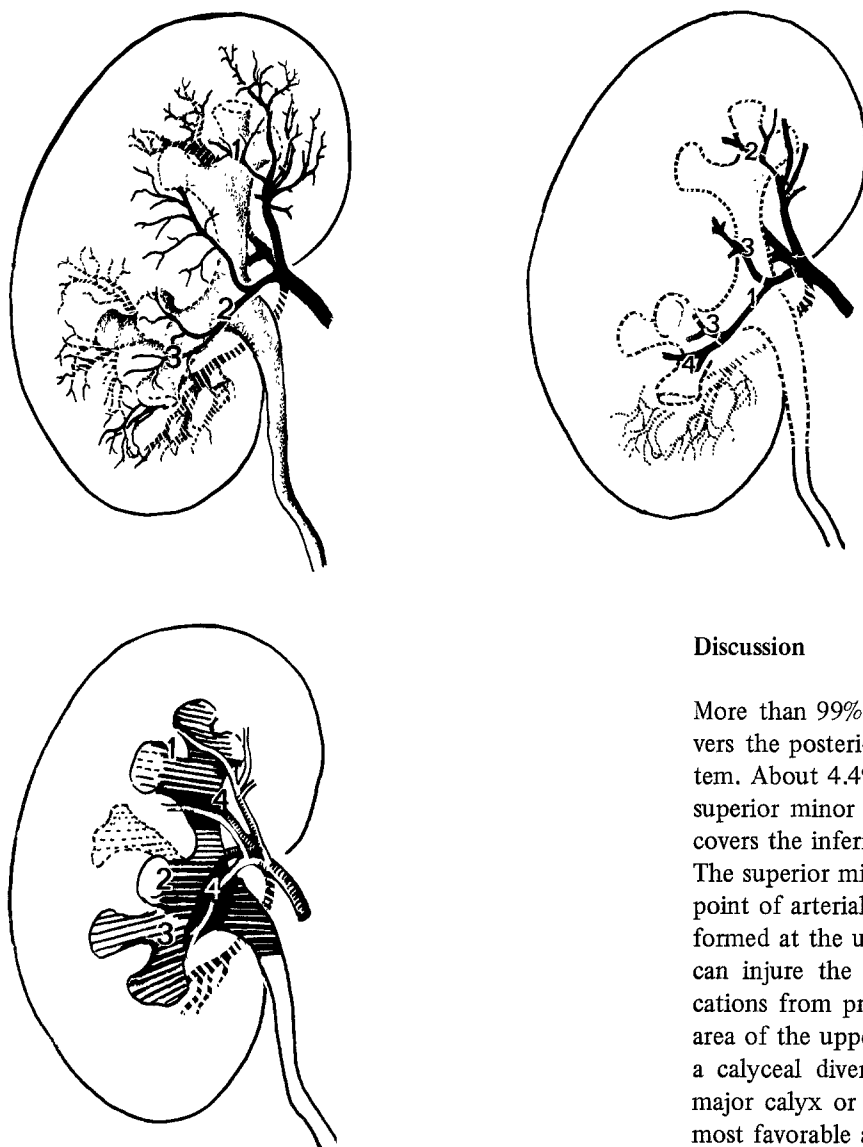 1
2
3
2
3
1
3
4
1
4
2
4
3
Discussion
More than 99%
vers the posteri-
tem. About 4.4%
superior minor
covers the inferi
The superior mi
point of arterial
formed at the u
can injure the
cations from pr
area of the uppe
a calyceal diver
major calyx or
most favorable a